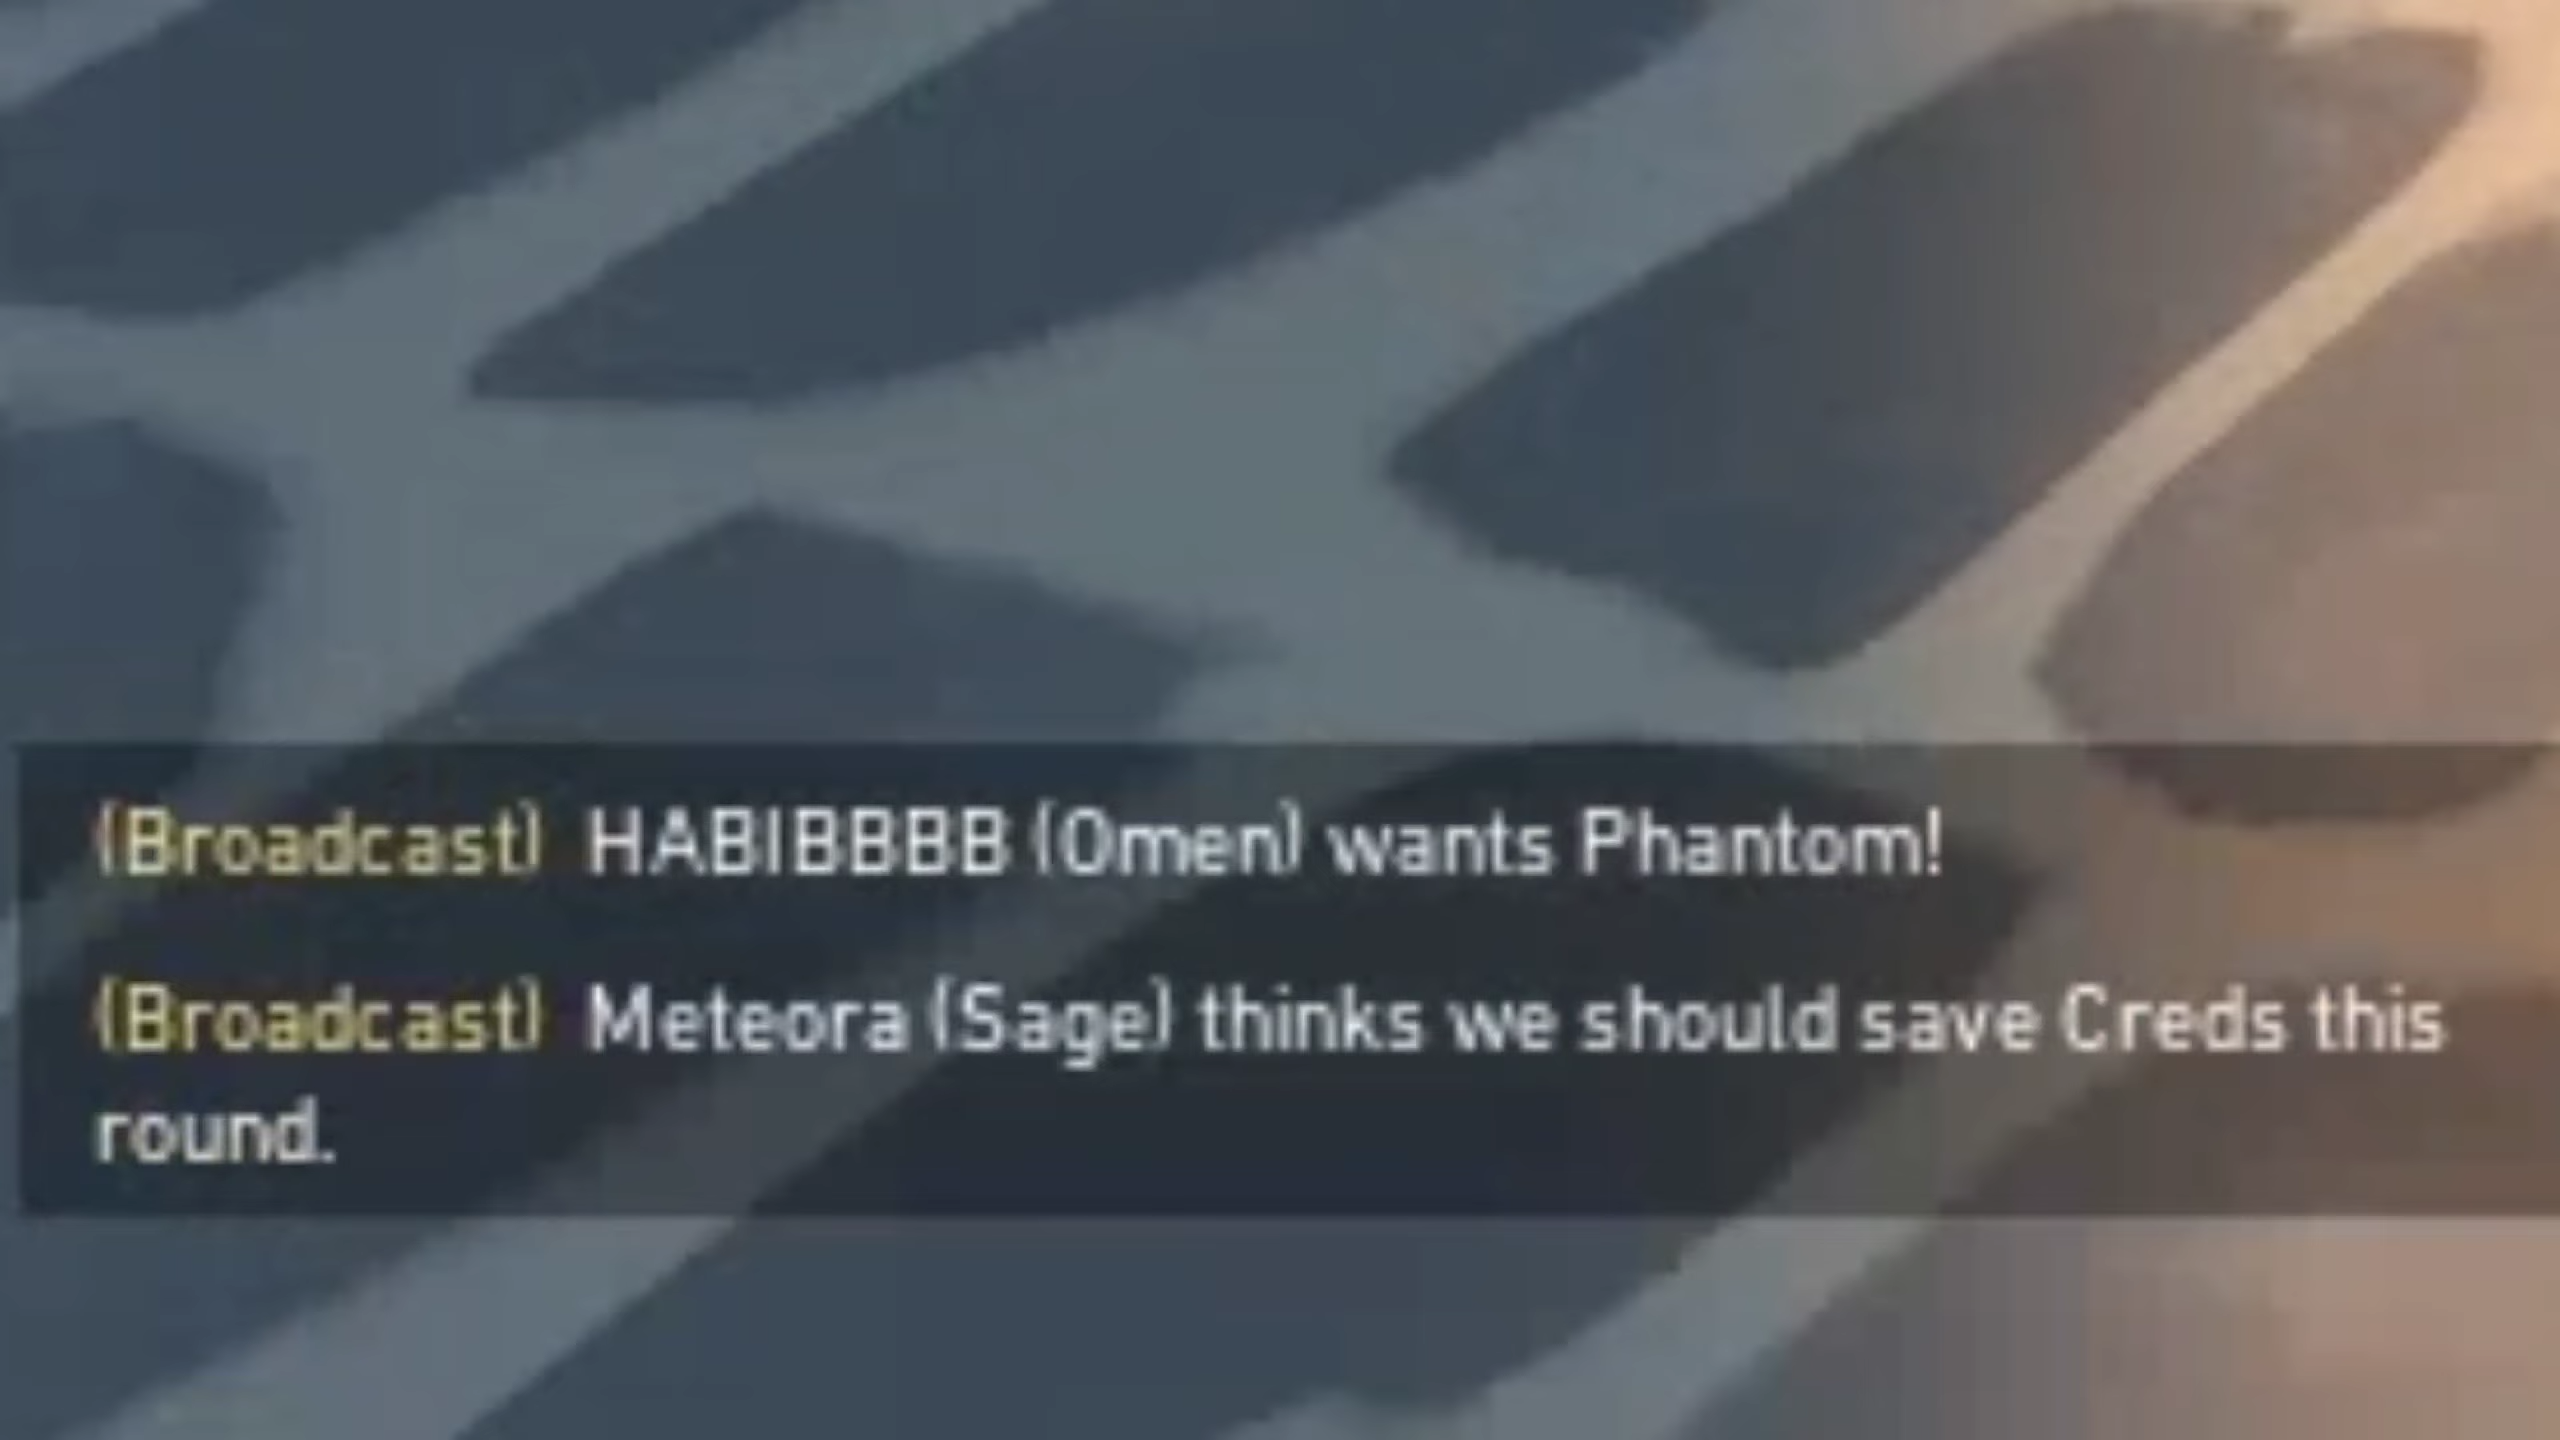 (Broadcast) HABIBBBB (Omen) wants Phantom!
(Broadcast) Meteora (Sage) thinks we should save Creds this
round.